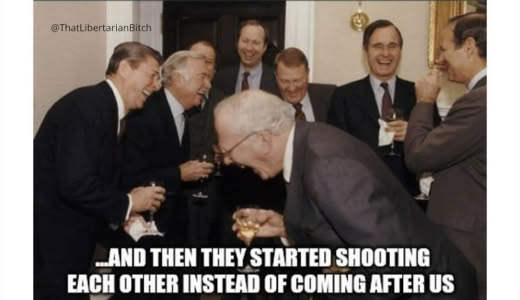 @ThatLibertarianBitch
...AND THEN THEY STARTED SHOOTING
EACH OTHER INSTEAD OF COMING AFTER US